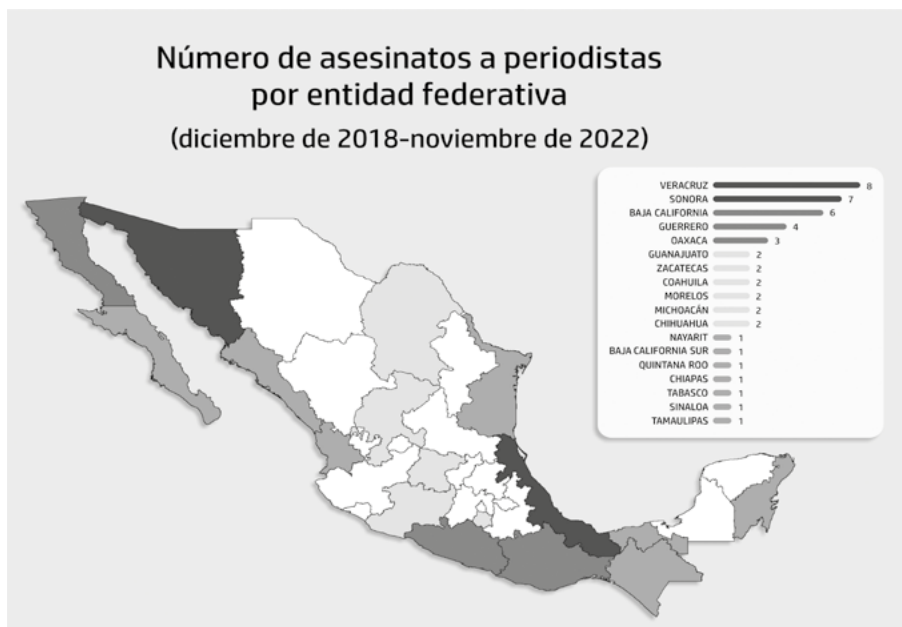 Número de asesinatos a periodistas
por entidad federativa
(diciembre de 2018-noviembre de 2022)
VERACRUZ 8
SONORA 7
BAJA CALIFORNIA 6
GUERRERO 4
OAXACA 3
GUANAJUATO 2
ZACATECAS 2
COAHUILA 2
MORELOS 2
MICHOACÁN 2
CHIHUAHUA 2
NAYARIT 1
BAJA CALIFORNIA SUR 1
QUINTANA ROO 1
CHIAPAS 1
TABASCO 1
SINALOA 1
TAMAULIPAS 1